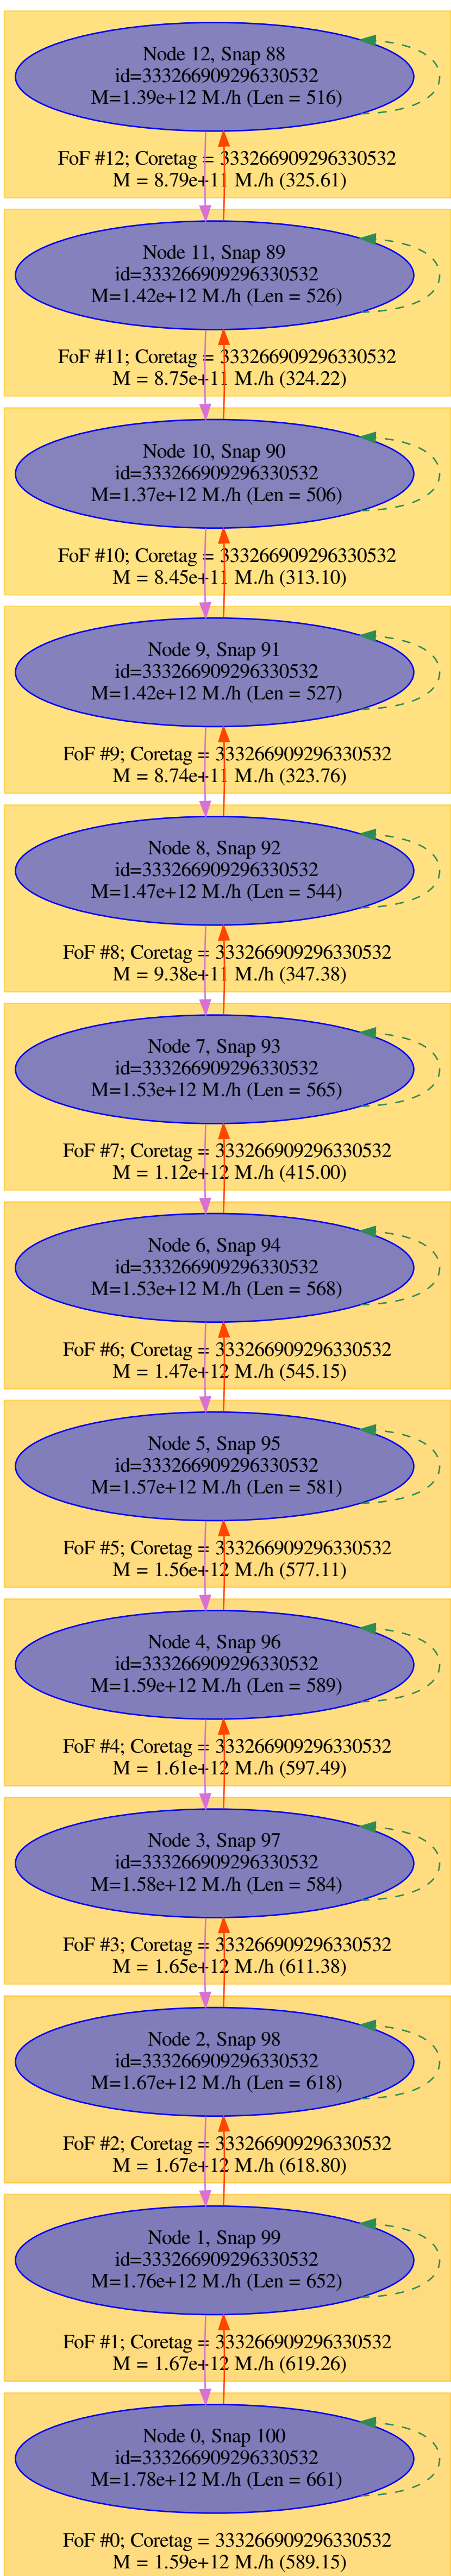 Node 12, Snap 88
id=333266909296330532
M=1.39e+12 M./h (Len = 516)
FoF #12; Coretag = 333266909296330532
M = 8.79e+11 M./h (325.61)
Node 11, Snap 89
id=333266909296330532
M=1.42e+12 M./h (Len = 526)
FoF #11; Coretag = 333266909296330532
M = 8.75e+11 M./h (324.22)
Node 10, Snap 90
id=333266909296330532
M=1.37e+12 M./h (Len = 506)
FoF #10; Coretag = 333266909296330532
M = 8.45e+11 M./h (313.10)
Node 9, Snap 91
id=333266909296330532
M=1.42e+12 M./h (Len = 527)
FoF #9; Coretag = 333266909296330532
M = 8.74e+11 M./h (323.76)
Node 8, Snap 92
id=333266909296330532
M=1.47e+12 M./h (Len = 544)
FoF #8; Coretag = 333266909296330532
M = 9.38e+11 M./h (347.38)
Node 7, Snap 93
id=333266909296330532
M=1.53e+12 M./h (Len = 565)
FoF #7; Coretag = 333266909296330532
M = 1.12e+12 M./h (415.00)
Node 6, Snap 94
id=333266909296330532
M=1.53e+12 M./h (Len = 568)
FoF #6; Coretag = 333266909296330532
M = 1.47e+12 M./h (545.15)
Node 5, Snap 95
id=333266909296330532
M=1.57e+12 M./h (Len = 581)
FoF #5; Coretag = 333266909296330532
M = 1.56e+12 M./h (577.11)
Node 4, Snap 96
id=333266909296330532
M=1.59e+12 M./h (Len = 589)
FoF #4; Coretag = 333266909296330532
M = 1.61e+12 M./h (597.49)
Node 3, Snap 97
id=333266909296330532
M=1.58e+12 M./h (Len = 584)
FoF #3; Coretag = 333266909296330532
M = 1.65e+12 M./h (611.38)
Node 2, Snap 98
id=333266909296330532
M=1.67e+12 M./h (Len = 618)
FoF #2; Coretag = 333266909296330532
M = 1.67e+12 M./h (618.80)
Node 1, Snap 99
id=333266909296330532
M=1.76e+12 M./h (Len = 652)
FoF #1; Coretag = 333266909296330532
M = 1.67e+12 M./h (619.26)
Node 0, Snap 100
id=333266909296330532
M=1.78e+12 M./h (Len = 661)
FoF #0; Coretag = 333266909296330532
M = 1.59e+12 M./h (589.15)